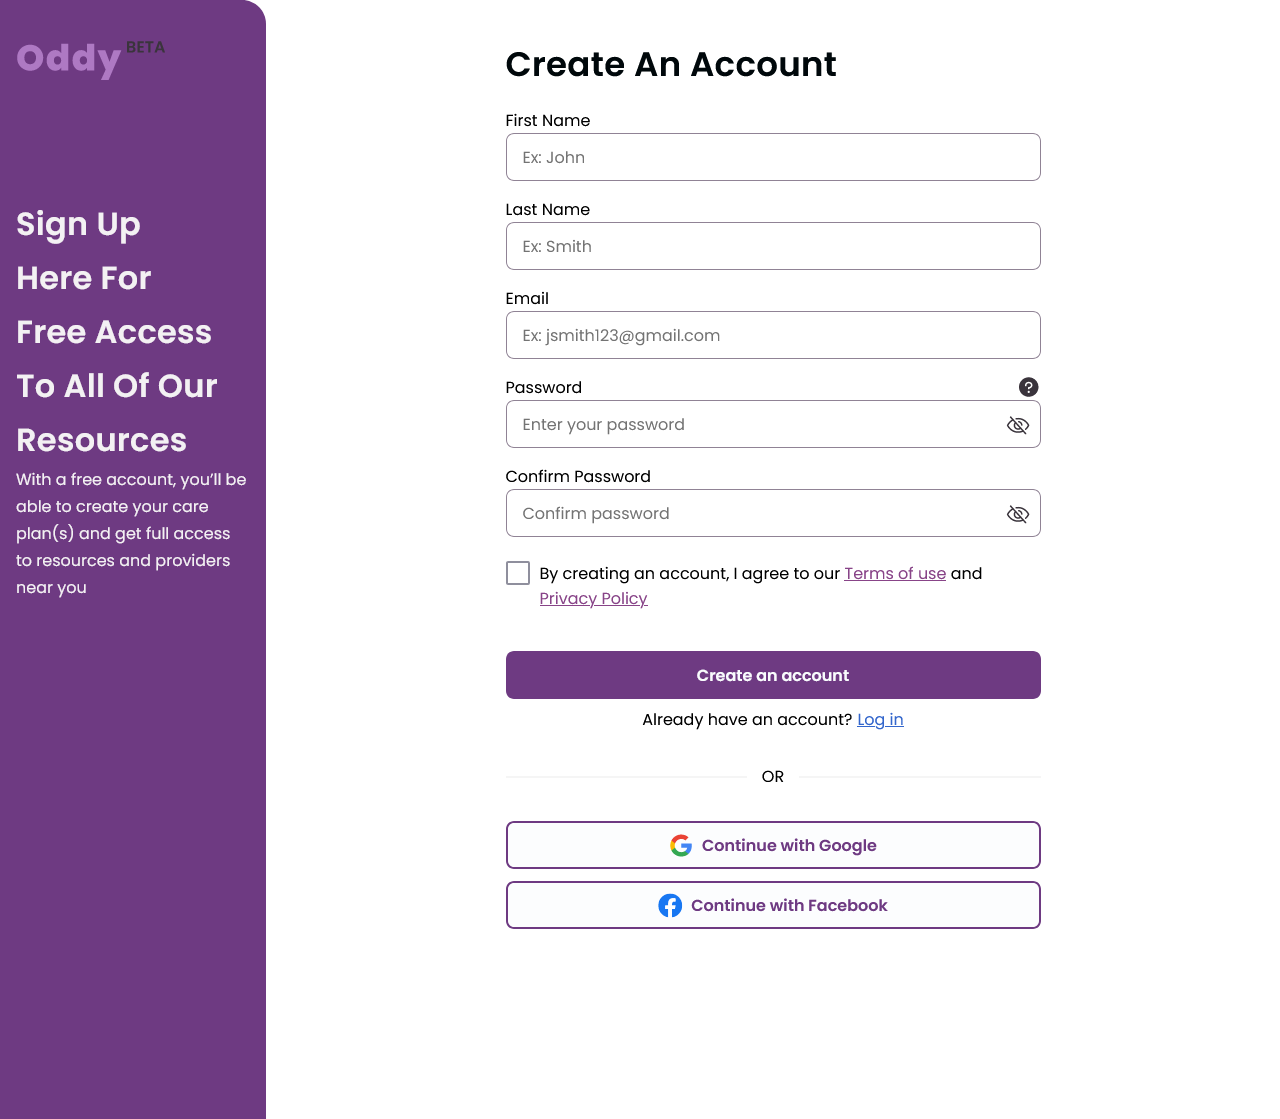 Oddy BETA
Sign Up
Here For
Free Access
To All Of Our
Resources
With a free account, you’ll be
able to create your care
plan(s) and get full access
to resources and providers
near you
Create An Account
First Name
Ex: John
Last Name
Ex: Smith
Email
Ex: jsmith123@gmail.com
Password
?
Enter your password
Confirm Password
Confirm password
By creating an account, I agree to our Terms of use and
Privacy Policy
Create an account
Already have an account? Log in
OR
Continue with Google
Continue with Facebook